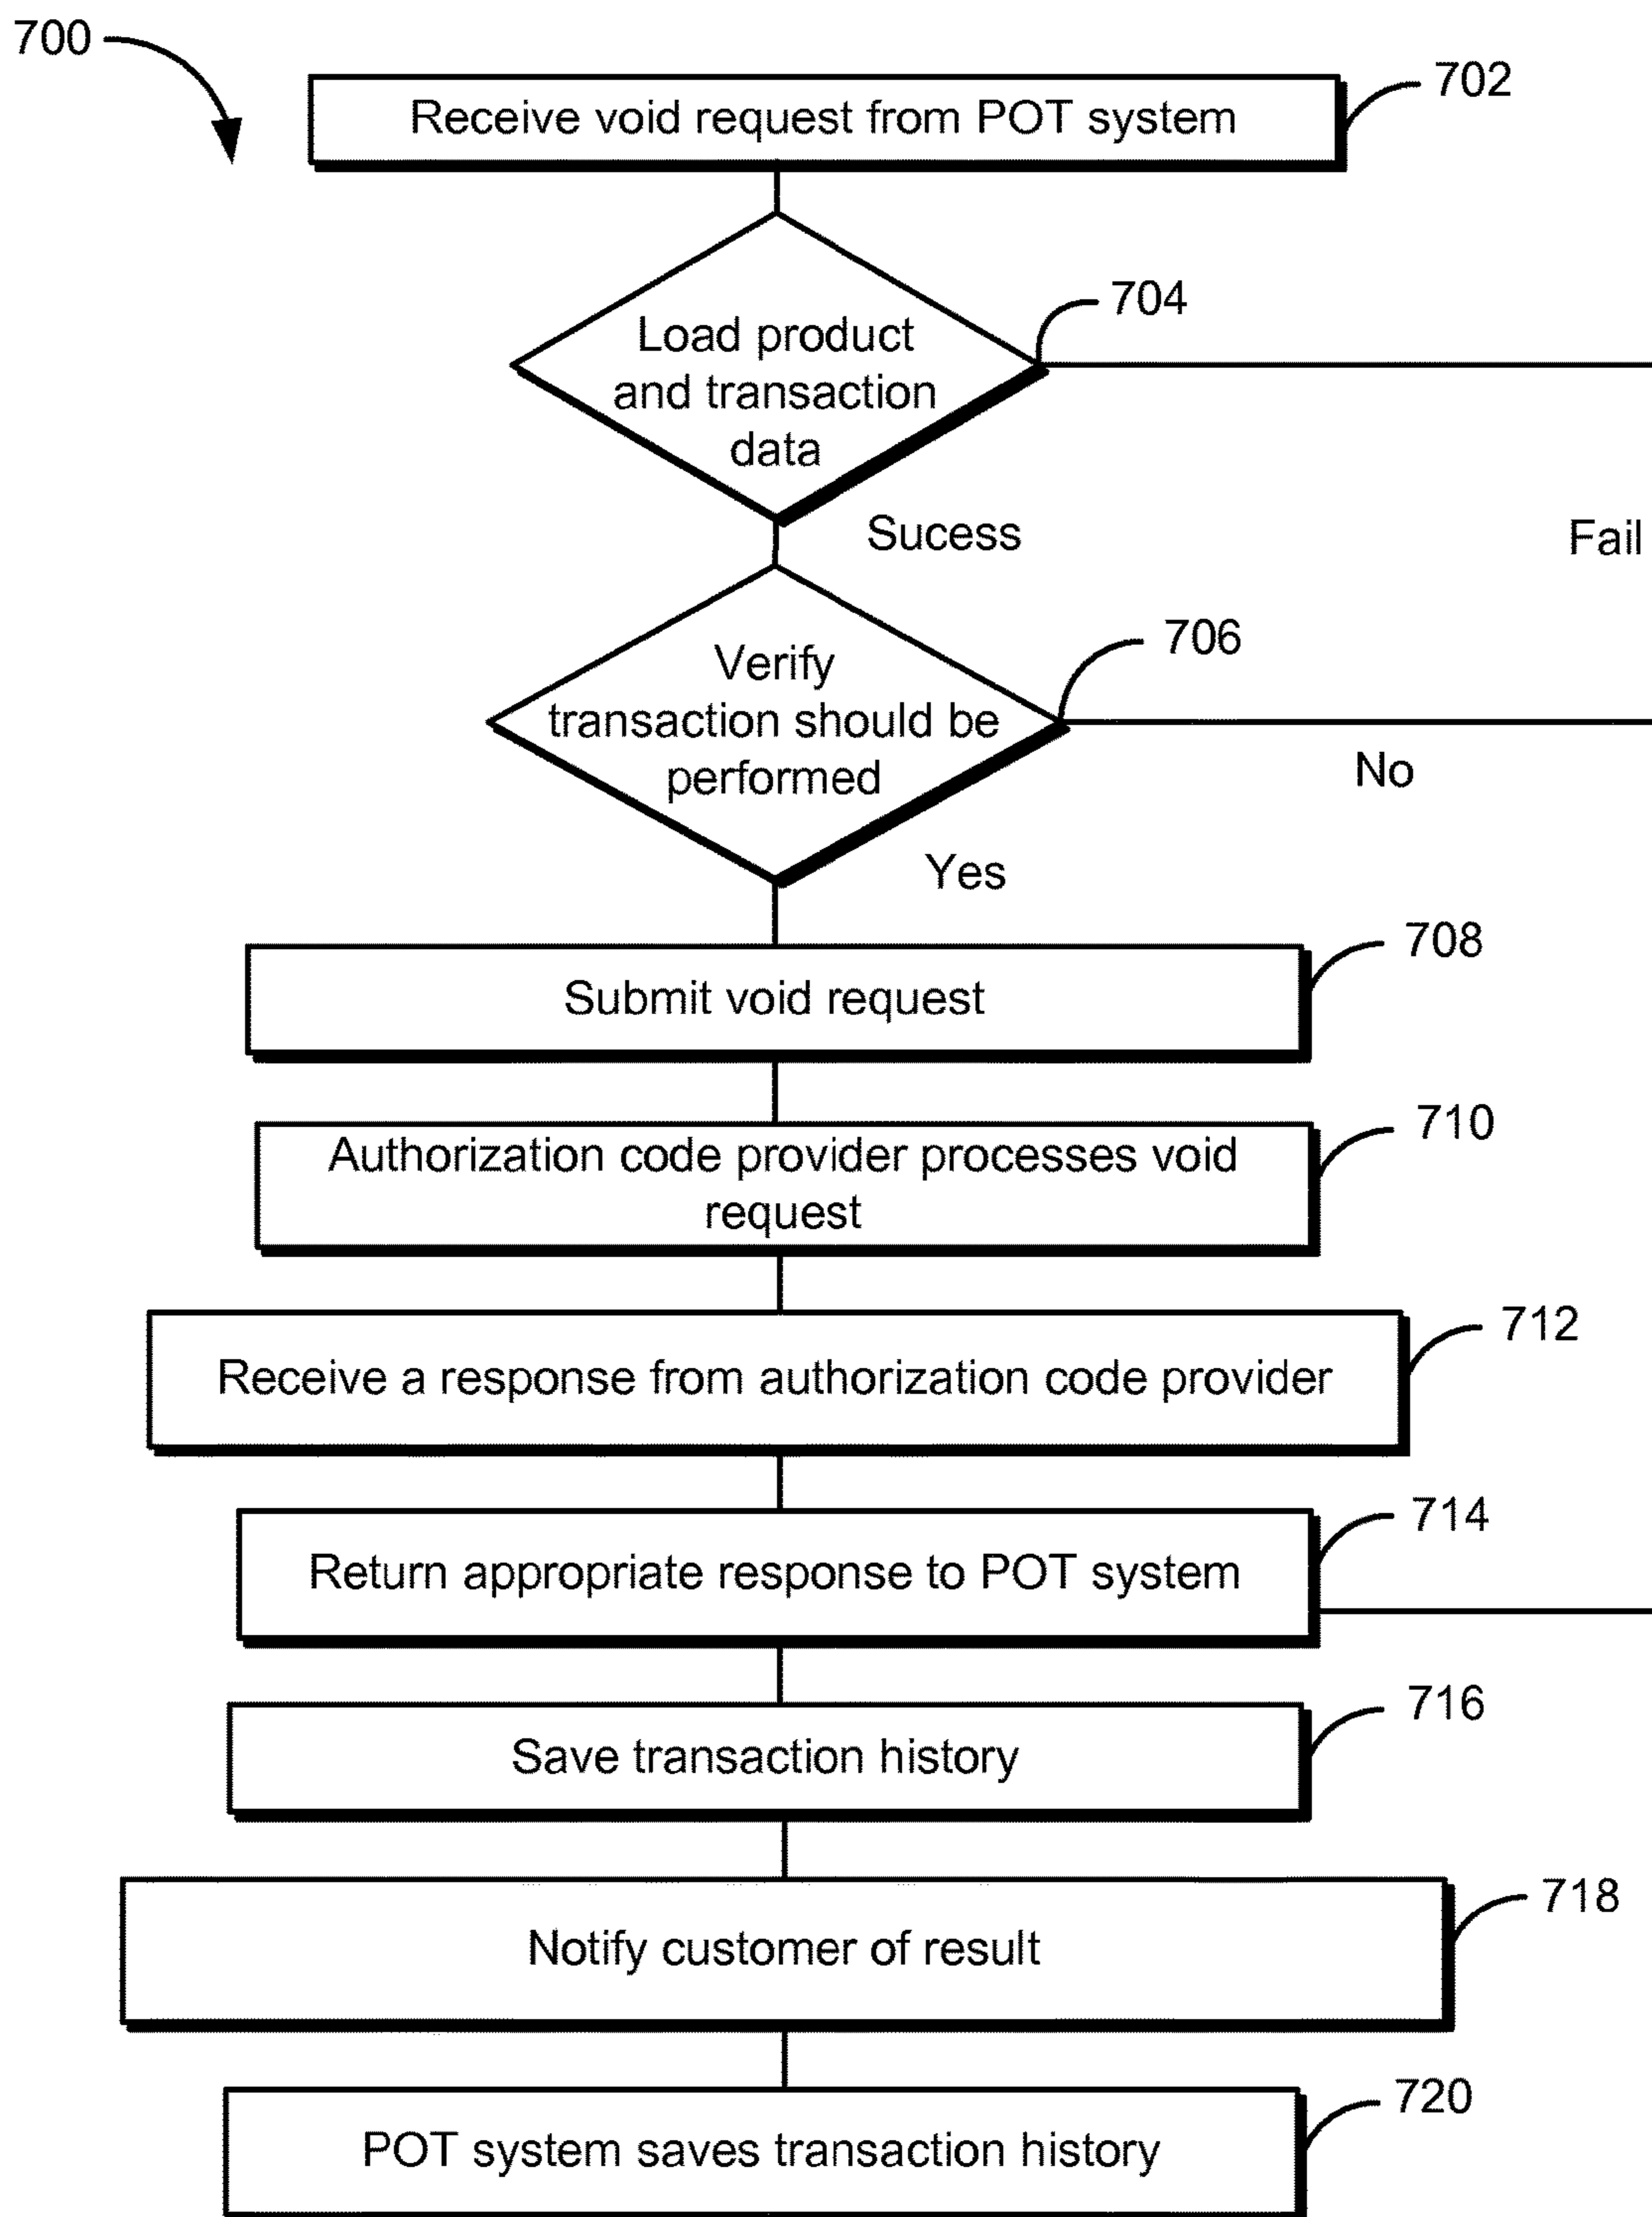 700
702
Receive void request from POT system
704
Load product
and transaction
data
Sucess
Fail
706
Verify
transaction should be
performed
No
Yes
708
Submit void request
710
Authorization code provider processes void
request
712
Receive a response from authorization code provider
714
Return appropriate response to POT system
716
Save transaction history
718
Notify customer of result
720
POT system saves transaction history